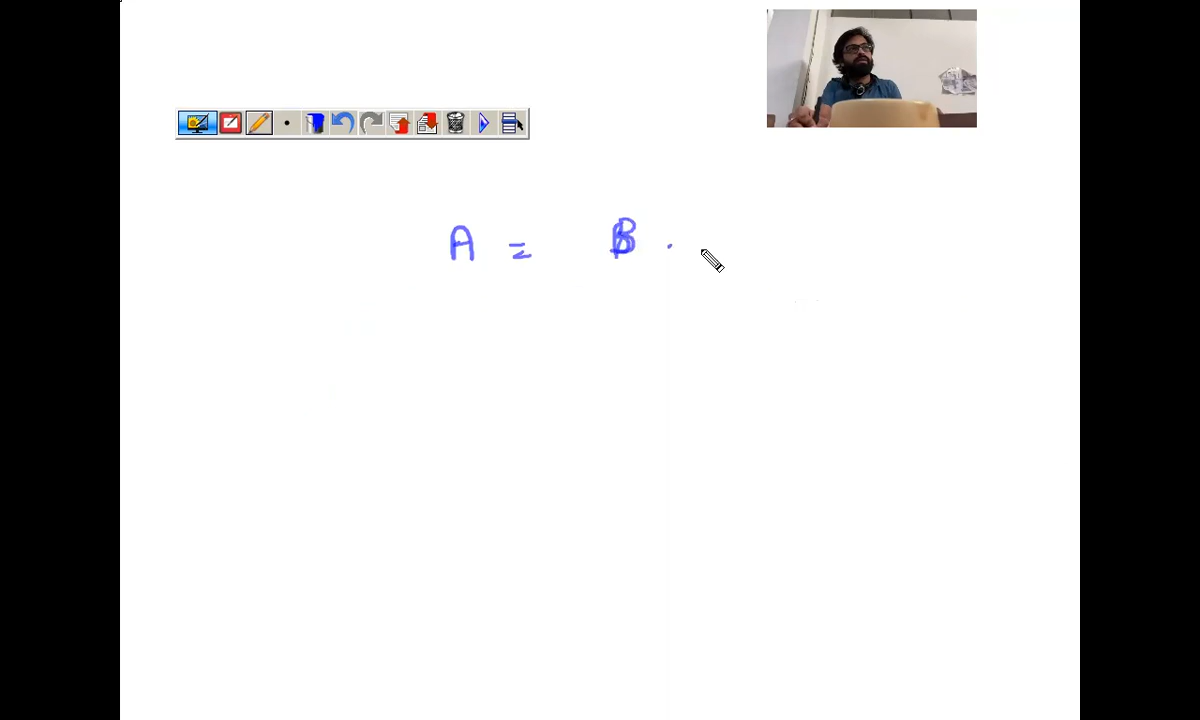 A = B .